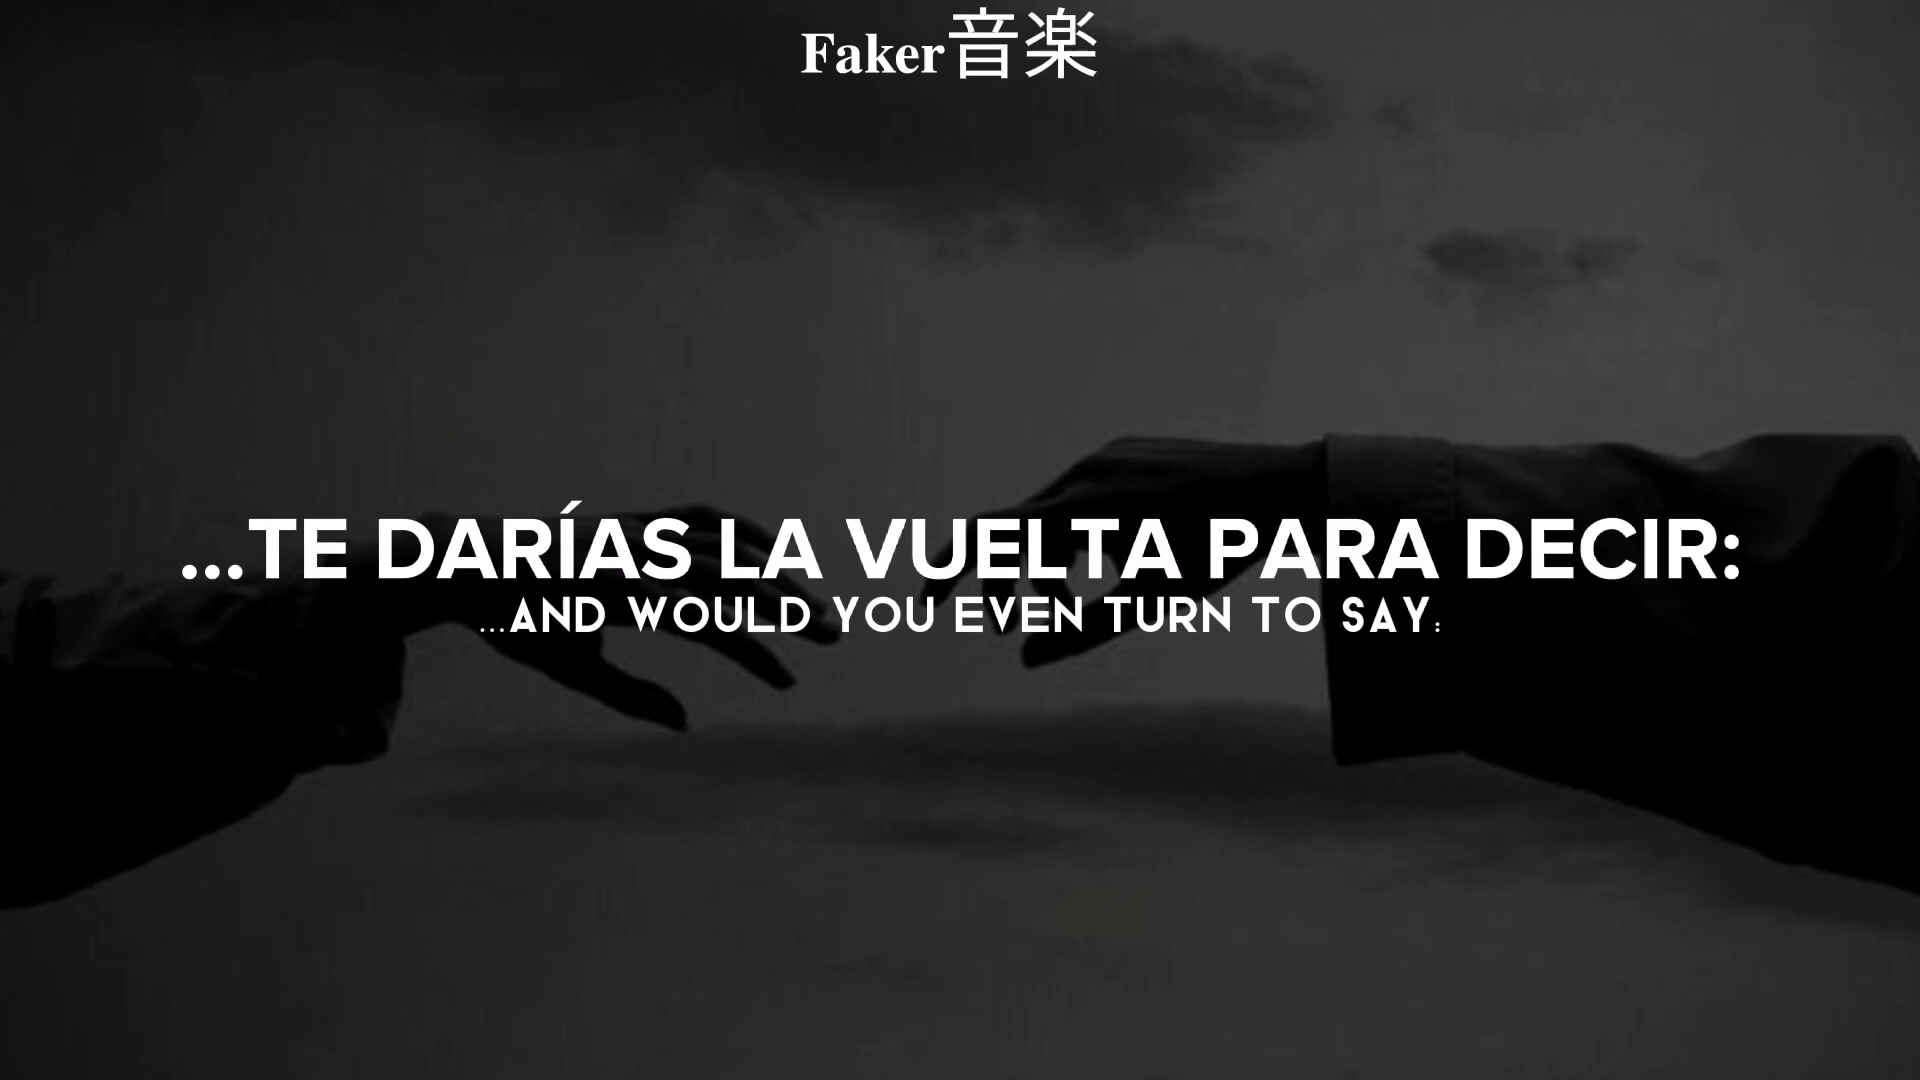 Faker音楽
...TE DARÍAS LA VUELTA PARA DECIR:
...AND WOULD YOU EVEN TURN TO SAY: